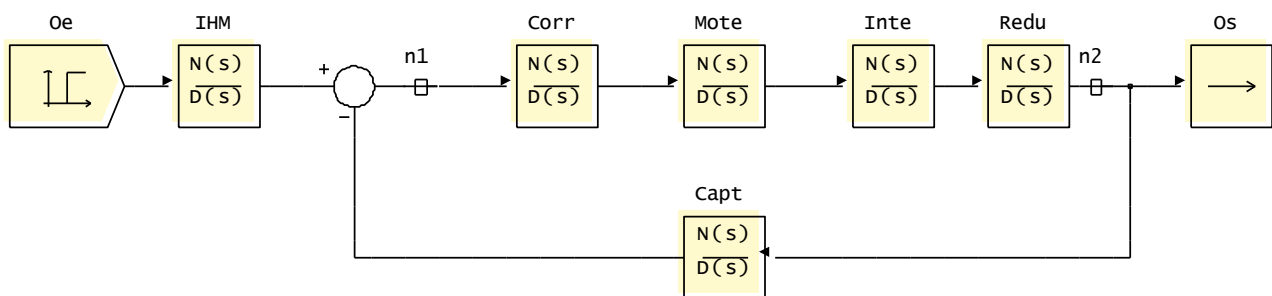 Oe IHM Corr Mote Inte Redu Os
n1 n2
N(s) N(s) N(s) N(s) N(s)
+
D(s) D(s) D(s) D(s) D(s)
−
Capt
N(s)
D(s)